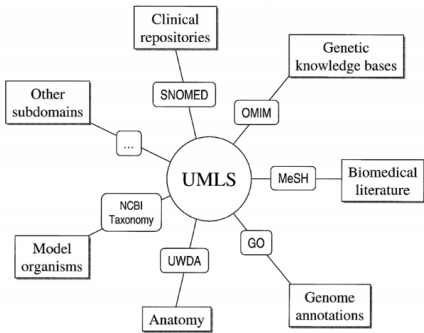 Clinical
repositories
Genetic
knowledge bases
Other
subdomains
SNOMED
OMIM
...
UMLS
MeSH
Biomedical
literature
NCBI
Taxonomy
Model
organisms
UWDA
GO
Anatomy
Genome
annotations